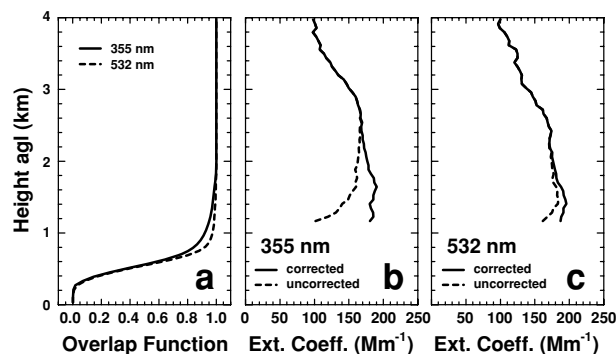 4
3
2
1
0
Height agl (km)
355 nm
532 nm
a
0.0 0.2 0.4 0.6 0.8 1.0
Overlap Function
355 nm
corrected
uncorrected
b
0 50 100 150 200 250
Ext. Coeff. (Mm⁻¹)
532 nm
corrected
uncorrected
c
0 50 100 150 200 250
Ext. Coeff. (Mm⁻¹)